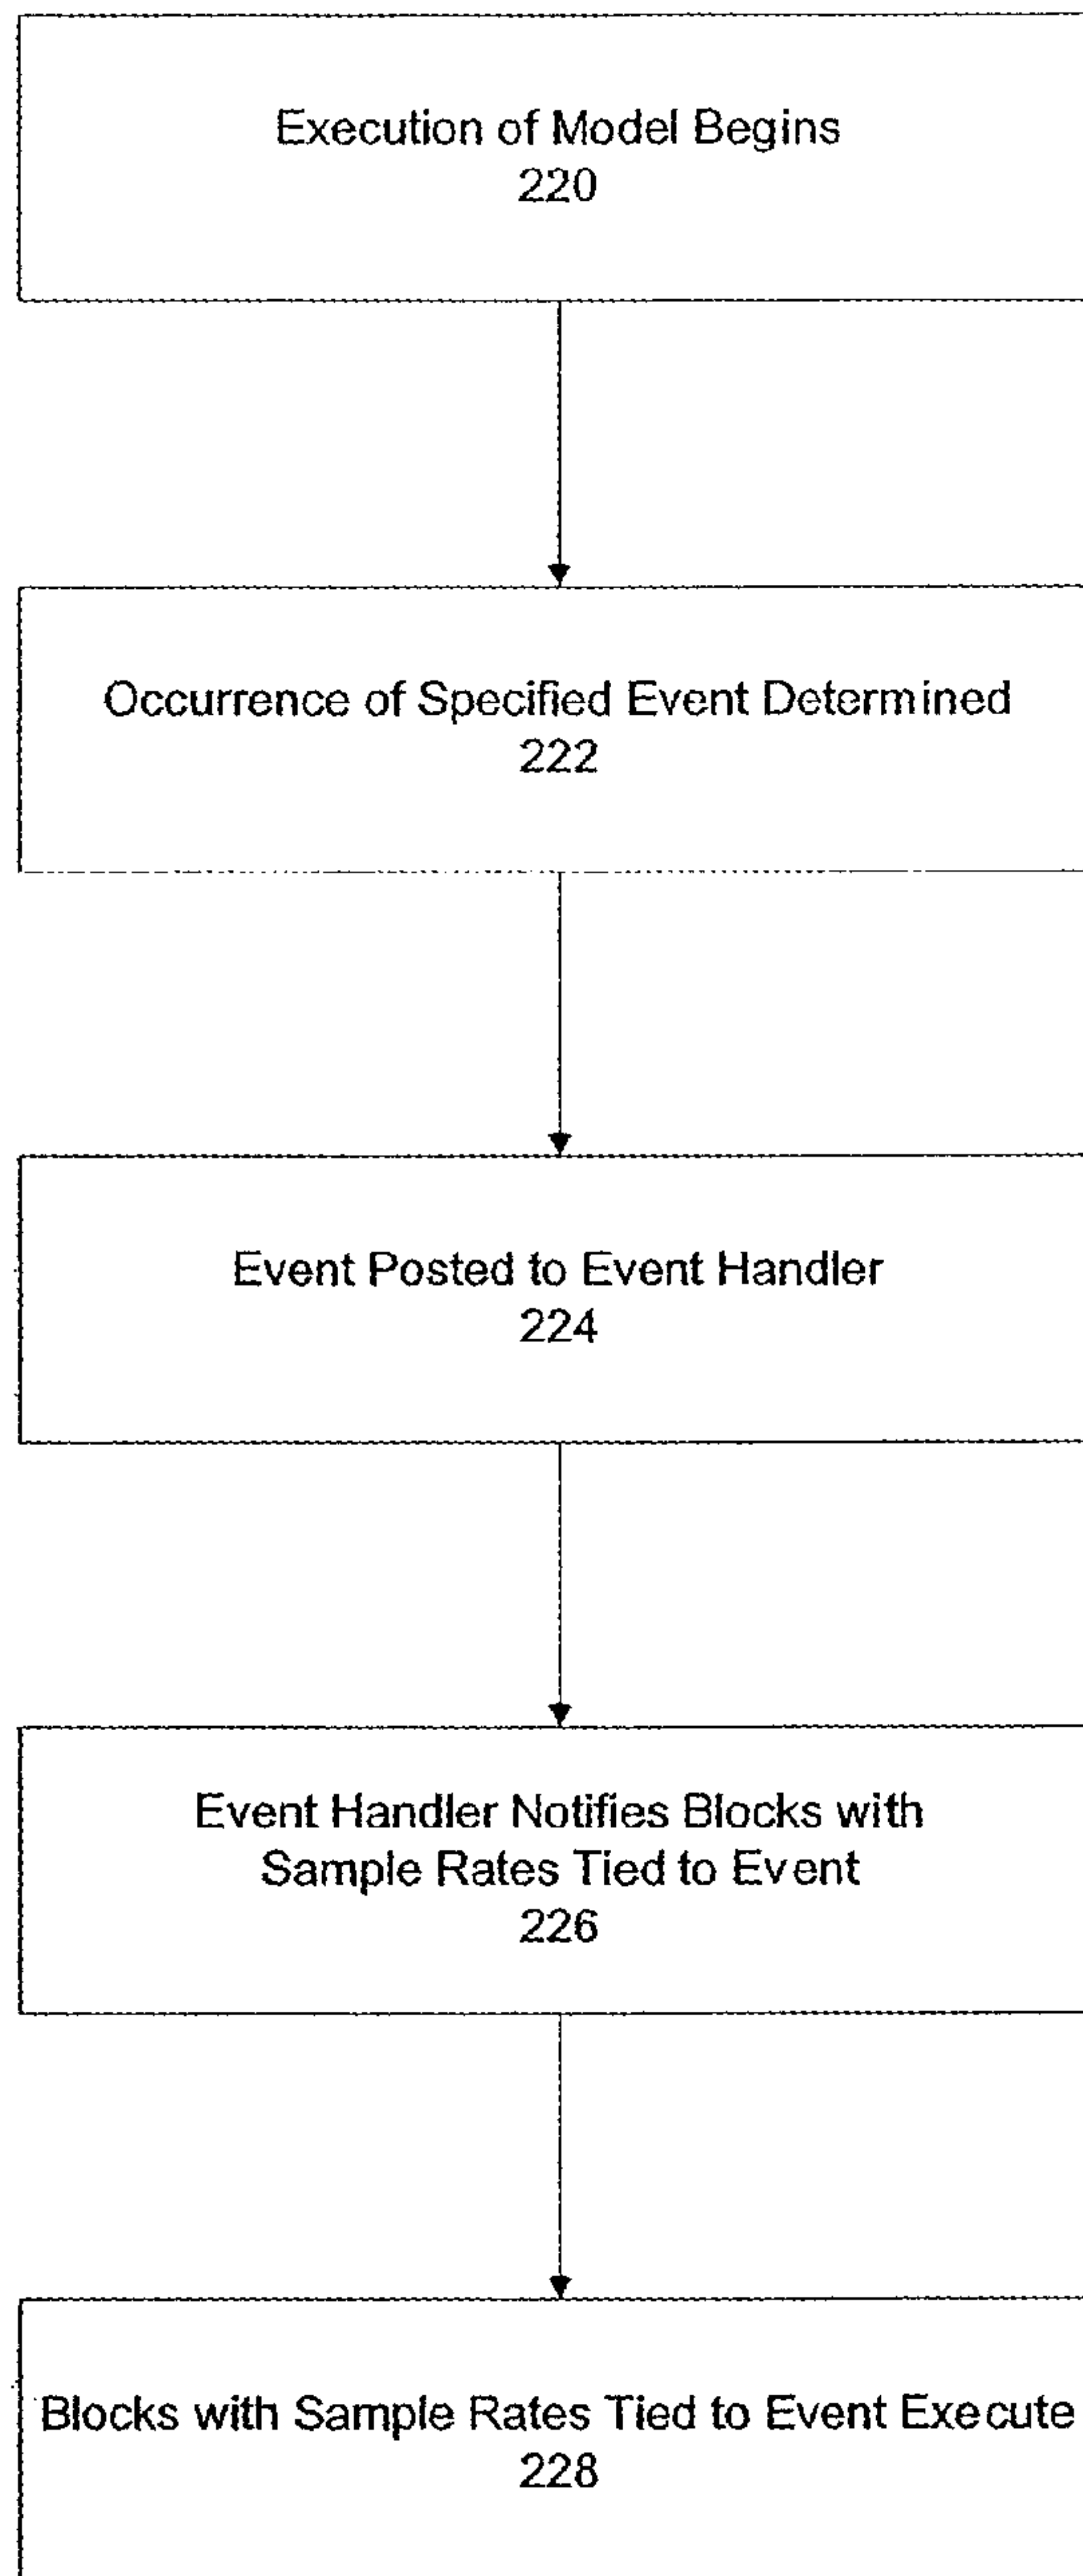 Execution of Model Begins
220
Occurrence of Specified Event Determined
222
Event Posted to Event Handler
224
Event Handler Notifies Blocks with
Sample Rates Tied to Event
226
Blocks with Sample Rates Tied to Event Execute
228